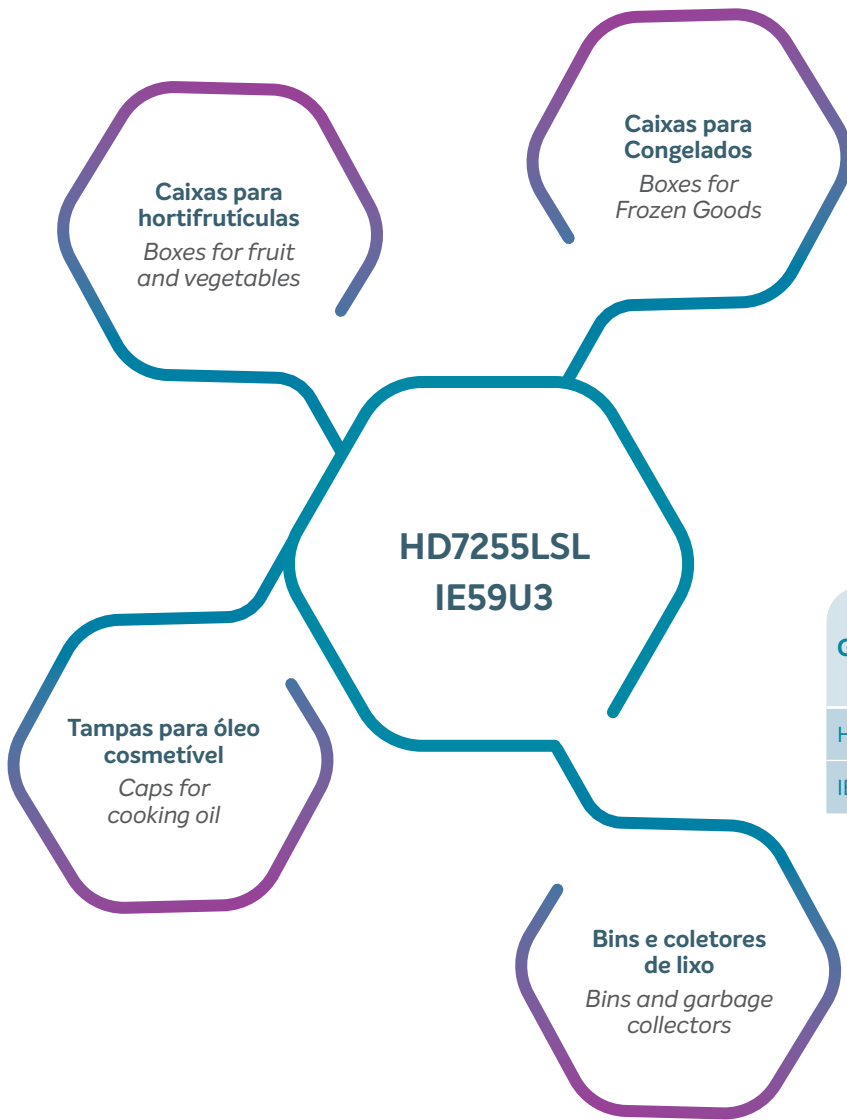 Caixas para
Congelados
Boxes for
Frozen Goods
Caixas para
hortifrutículas
Boxes for fruit
and vegetables
HD7255LSL
IE59U3
Tampas para óleo
cosmetível
Caps for
cooking oil
Bins e coletores
de lixo
Bins and garbage
collectors